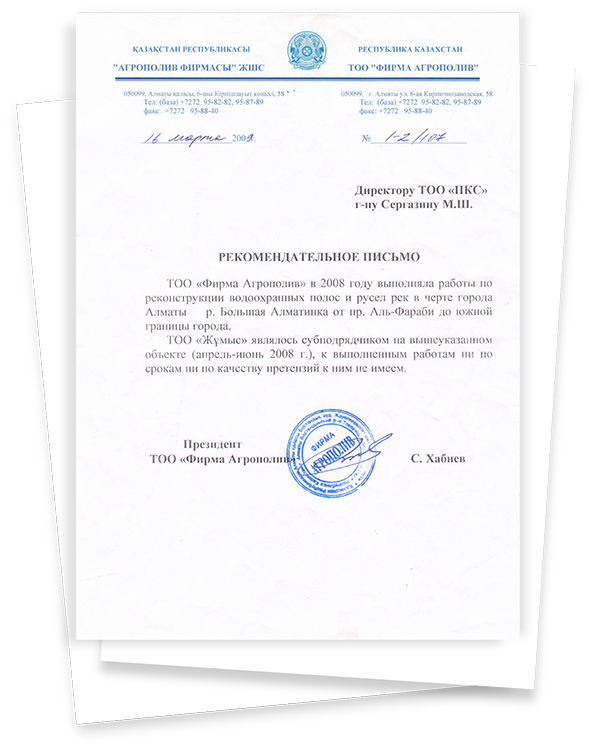 ҚАЗАҚСТАН РЕСПУБЛИКАСЫ
"АГРОПОЛИВ ФИРМАСЫ" ЖШС
РЕСПУБЛИКА КАЗАХСТАН
ТОО "ФИРМА АГРОПОЛИВ"
050099, Алматы қаласы, 6-шы Кірпішзауыт көшесі, 58
Тел: (база) +7272 95-82-82, 95-87-89
факс: +7272 95-88-40
050099, г. Алматы ул. 6-ая Кирпичнозаводская, 58
Тел: (база) +7272 95-82-82, 95-87-89
факс: +7272 95-88-40
16 марта 2009г.
№ 1-2/107
Директору ТОО «ПКС»
г-ну Сергазину М.Ш.
РЕКОМЕНДАТЕЛЬНОЕ ПИСЬМО
ТОО «Фирма Агрополив» в 2008 году выполняла работы по
реконструкции водоохранных полос и русел рек в черте города
Алматы р. Большая Алматинка от пр. Аль-Фараби до южной
границы города.
ТОО «Жұмыс» являлось субподрядчиком на вышеуказанном
объекте (апрель-июнь 2008 г.), к выполненным работам ни по
срокам ни по качеству претензий к ним не имеем.
Президент
ТОО «Фирма Агрополив»
С. Хабиев
ФИРМА
АГРОПОЛИВ